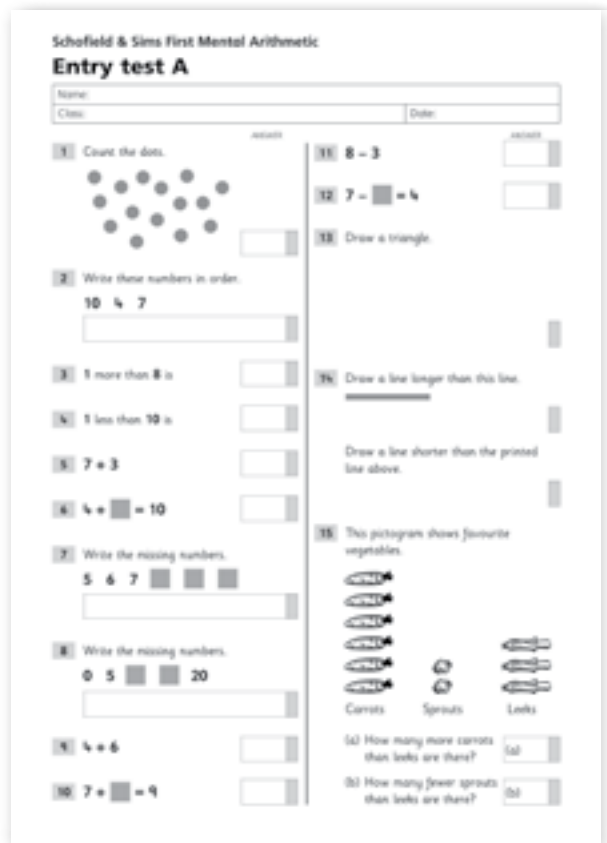 Schofield & Sims First Mental Arithmetic
Entry test A
Name:
Class: Date:
ANSWER
1 Count the dots.
2 Write these numbers in order.
10 4 7
3 1 more than 8 is
4 1 less than 10 is
5 7 + 3
6 4 + = 10
7 Write the missing numbers.
5 6 7
8 Write the missing numbers.
0 5 20
9 4 + 6
10 7 + = 9
ANSWER
11 8 – 3
12 7 – = 4
13 Draw a triangle.
14 Draw a line longer than this line.
Draw a line shorter than the printed
line above.
15 This pictogram shows favourite
vegetables.
Carrots Sprouts Leeks
(a) How many more carrots
than leeks are there? (a)
(b) How many fewer sprouts
than leeks are there? (b)